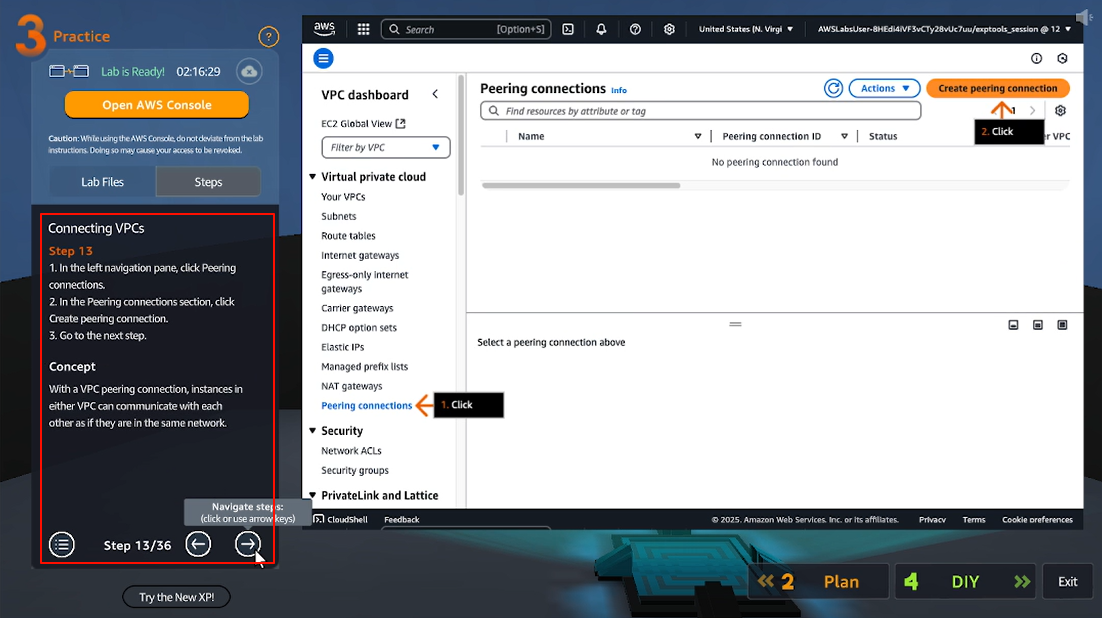 3 Practice
?
Lab is Ready! 02:16:29
Open AWS Console
Caution: While using the AWS Console, do not deviate from the lab
instructions. Doing so may cause your access to be revoked.
Lab Files
Steps
Connecting VPCs
Step 13
1. In the left navigation pane, click Peering
connections.
2. In the Peering connections section, click
Create peering connection.
3. Go to the next step.
Concept
With a VPC peering connection, instances in
either VPC can communicate with each
other as if they are in the same network.
Navigate steps:
(click or use arrow keys)
Step 13/36
Try the New XP!
aws
Search
[Option+S]
United States (N. Virgi
AWSLabsUser-8HEdi4iVF3vCTy28vUc7uu/exptools_session @ 12
VPC dashboard
EC2 Global View
Filter by VPC
Virtual private cloud
Your VPCs
Subnets
Route tables
Internet gateways
Egress-only internet
gateways
Carrier gateways
DHCP option sets
Elastic IPs
Managed prefix lists
NAT gateways
Peering connections
1. Click
Security
Network ACLs
Security groups
PrivateLink and Lattice
Peering connections Info
Actions
Create peering connection
Find resources by attribute or tag
1
2. Click
Name
Peering connection ID
Status
er VPC
No peering connection found
Select a peering connection above
CloudShell
Feedback
© 2025, Amazon Web Services, Inc. or its affiliates.
Privacy
Terms
Cookie preferences
2 Plan
4 DIY
Exit